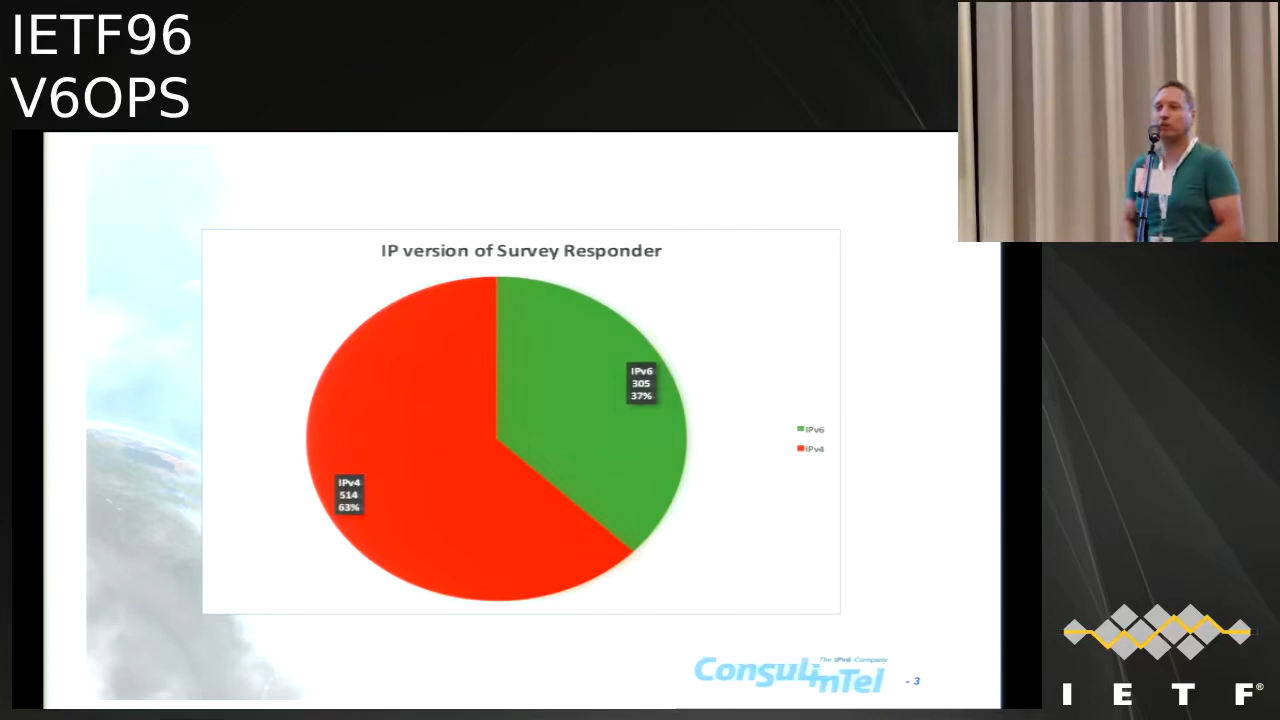 IETF96
V6OPS
IP version of Survey Responder
IPv6
305
37%
IPv4
514
63%
IPv6
IPv4
The IPv6 Company
ConsulinTel
- 3
I E T F®